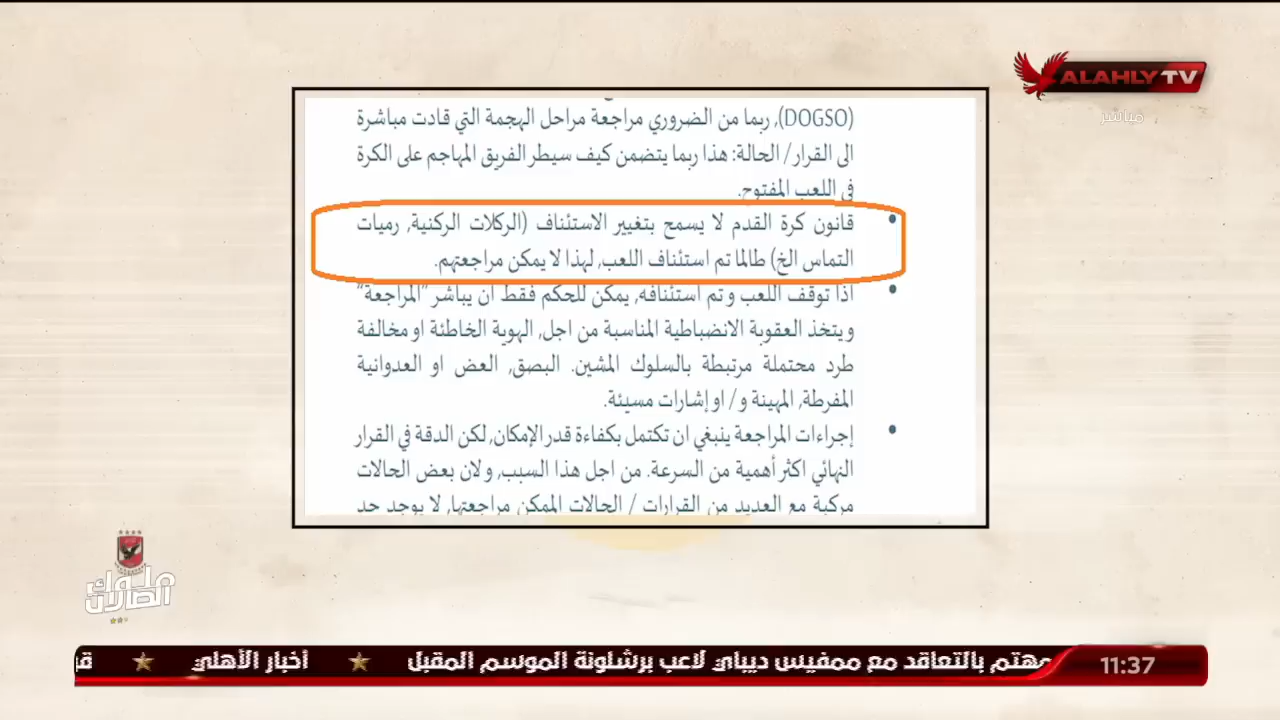 ALAHLY TV
مباشر
(DOGSO), ربما من الضروري مراجعة مراحل الهجمة التي قادت مباشرة
الى القرار/ الحالة: هذا ربما يتضمن كيف سيطر الفريق المهاجم على الكرة
في اللعب المفتوح.
• قانون كرة القدم لا يسمح بتغيير الاستئناف (الركلات الركنية, رميات
التماس الخ) طالما تم استئناف اللعب, لهذا لا يمكن مراجعتهم.
• اذا توقف اللعب وتم استئنافه, يمكن للحكم فقط ان يباشر "المراجعة"
ويتخذ العقوبة الانضباطية المناسبة من اجل, الهوية الخاطئة او مخالفة
طرد محتملة مرتبطة بالسلوك المشين. البصق, العض او العدوانية
المفرطة, المهينة و/ او إشارات مسيئة.
• إجراءات المراجعة ينبغي ان تكتمل بكفاءة قدر الإمكان, لكن الدقة في القرار
النهائي اكثر أهمية من السرعة. من اجل هذا السبب, ولان بعض الحالات
مركبة مع العديد من القرارات / الحالات الممكن مراجعتها, لا يوجد حد
ملوك
الصالات
11:37
مهتم بالتعاقد مع ممفيس ديباي لاعب برشلونة الموسم المقبل ★ أخبار الأهلي ★